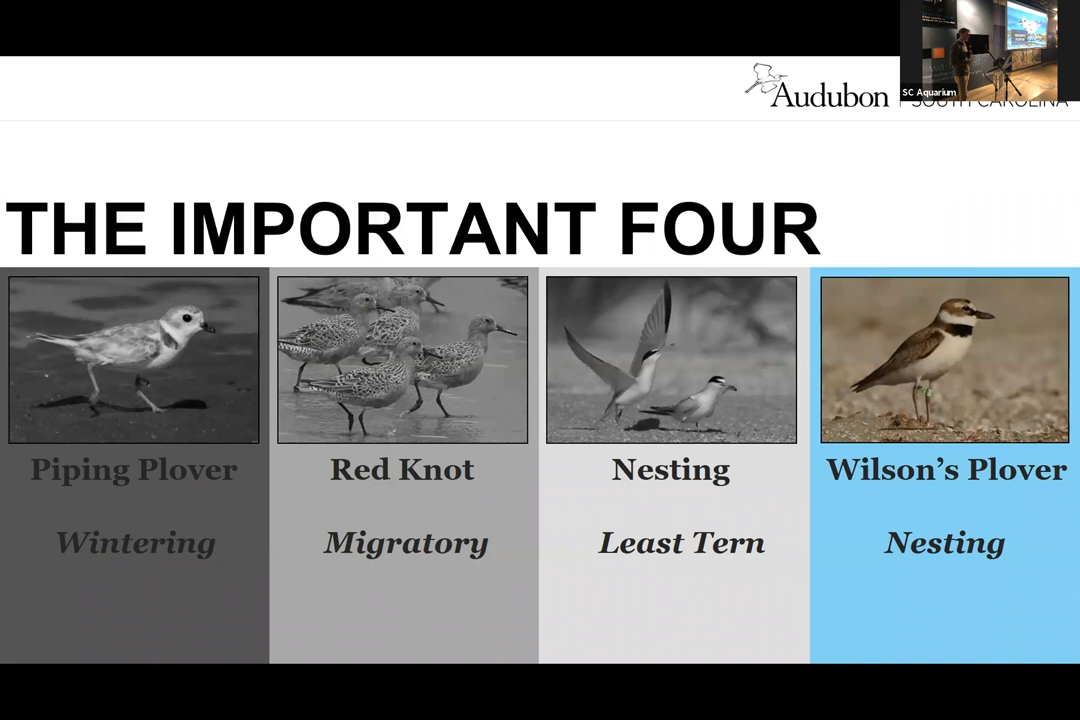 Audubon | SOUTH CAROLINA
SC Aquarium
THE IMPORTANT FOUR
Piping Plover
Wintering
Red Knot
Migratory
Nesting
Least Tern
Wilson’s Plover
Nesting